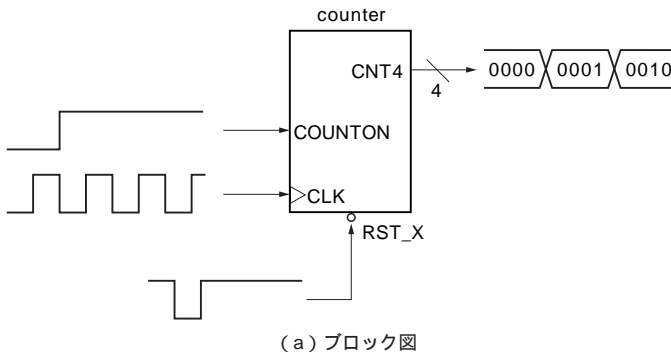 counter
CNT4
4
0000 0001 0010
COUNTON
CLK
RST_X
(a)ブロック図